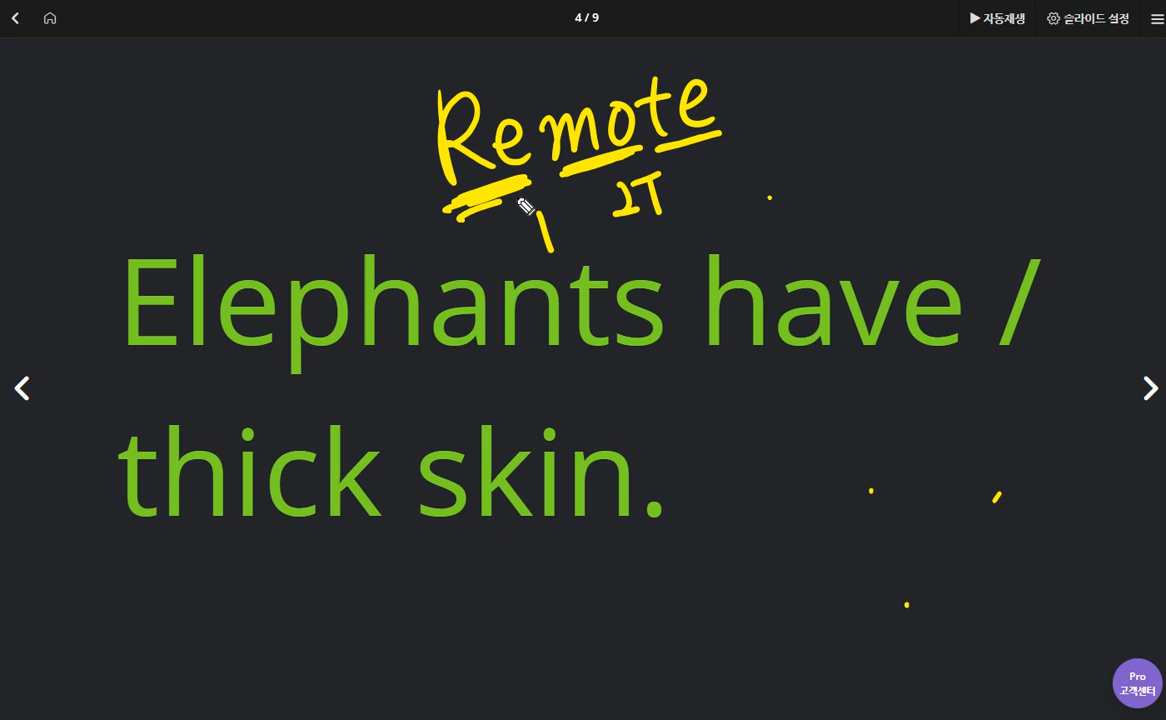 4 / 9
▶ 자동재생
슬라이드 설정
Remote
IT
Elephants have /
thick skin.
Pro
고객센터